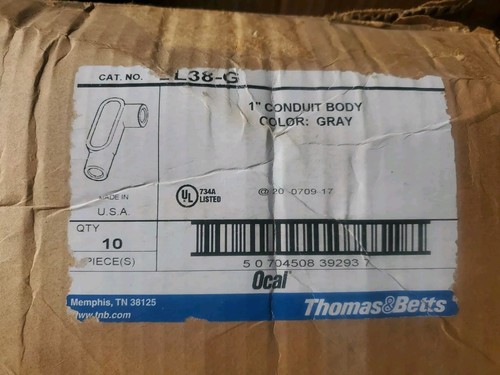 CAT. NO. L38-G
1" CONDUIT BODY
COLOR: GRAY
MADE IN
U.S.A.
UL 734A
LISTED
@ 20-0709-17
QTY
10
PIECE(S)
5 0 704508 39293 7
Ocal
Memphis, TN 38125
www.tnb.com
Thomas&Betts